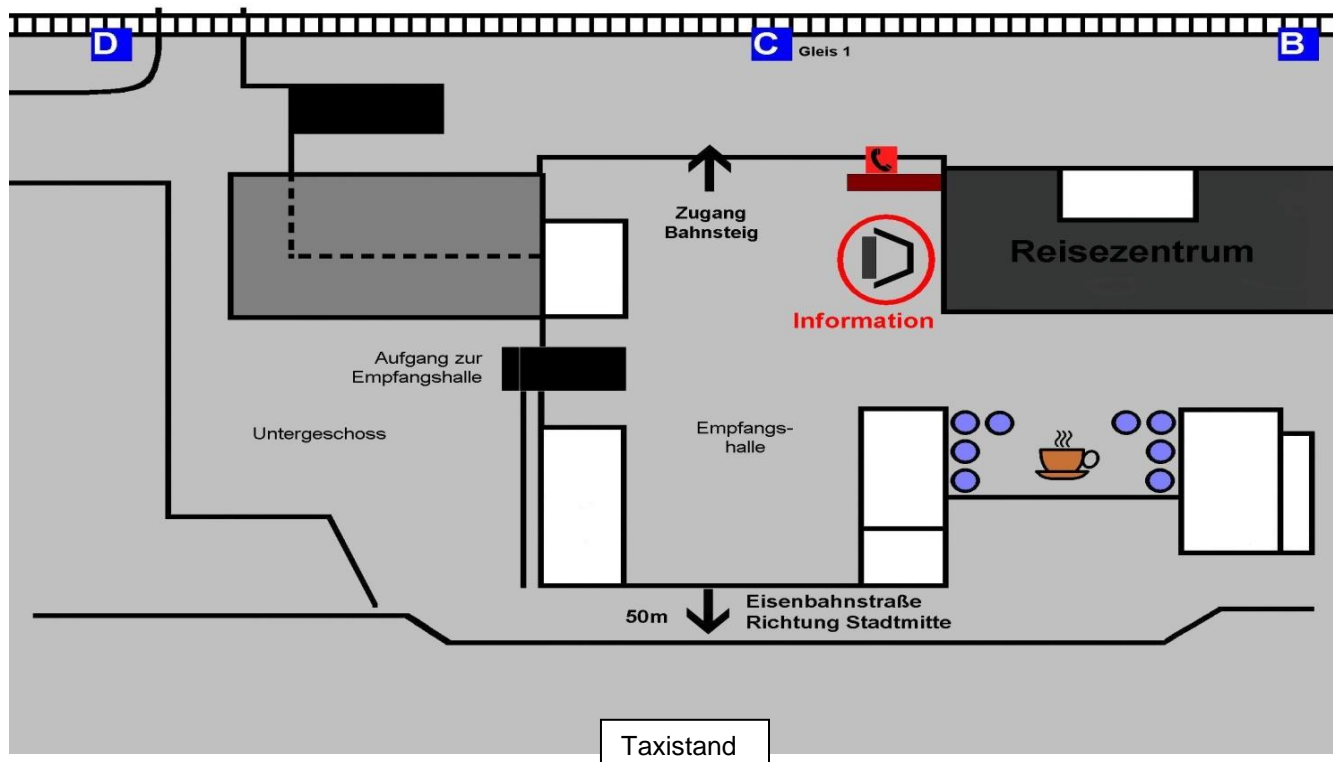 D
C
Gleis 1
B
Zugang
Bahnsteig
Reisezentrum
Information
Aufgang zur
Empfangshalle
Untergeschoss
Empfangs-
halle
50m
Eisenbahnstraße
Richtung Stadtmitte
Taxistand